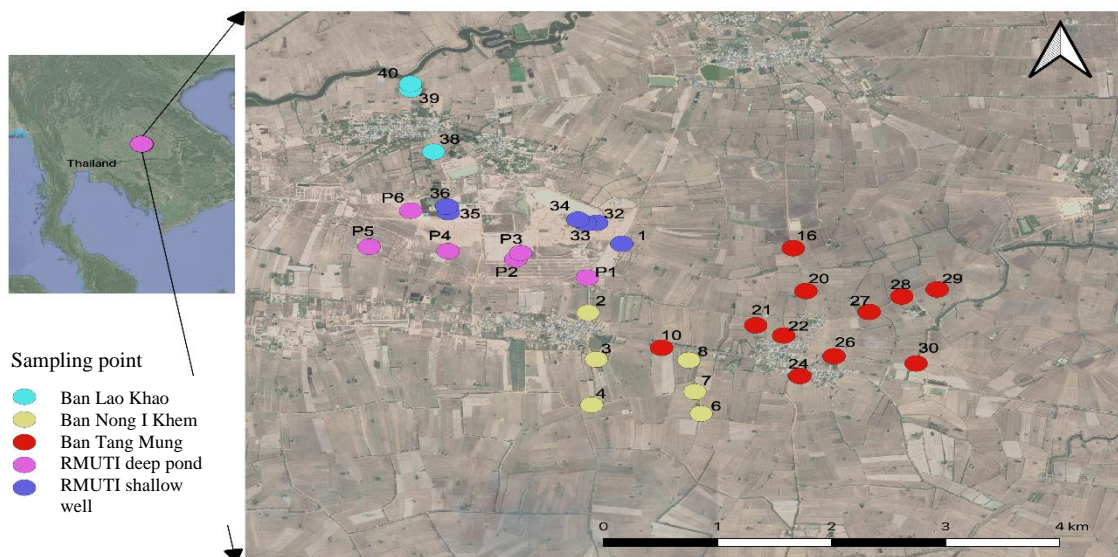 Thailand
Sampling point
Ban Lao Khao
Ban Nong I Khem
Ban Tang Mung
RMUTI deep pond
RMUTI shallow
well
40
39
38
36
35
P6
34
33
32
1
P5
P4
P3
P2
P1
16
2
20
28
29
27
21
22
10
3
8
26
30
24
7
4
6
0
1
2
3
4 km